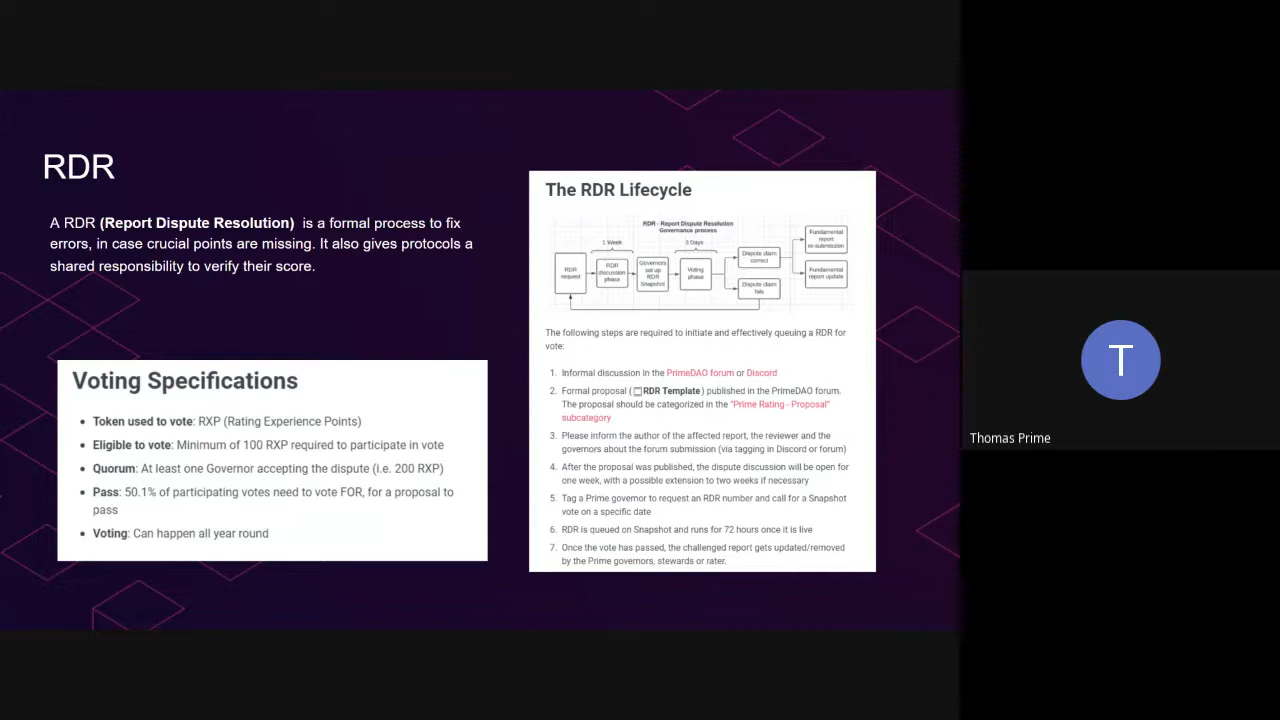 RDR
A RDR (Report Dispute Resolution) is a formal process to fix
errors, in case crucial points are missing. It also gives protocols a
shared responsibility to verify their score.
Voting Specifications
Token used to vote: RXP (Rating Experience Points)
Eligible to vote: Minimum of 100 RXP required to participate in vote
Quorum: At least one Governor accepting the dispute (i.e. 200 RXP)
Pass: 50.1% of participating votes need to vote FOR, for a proposal to
pass
Voting: Can happen all year round
The RDR Lifecycle
RDR - Report Dispute Resolution
Governance process
1 Week
3 Days
RDR
request
RDR
discussion
phase
Governors
set up
RDR
Snapshot
Voting
phase
Dispute claim
correct
Dispute claim
fails
Fundamental
report
re-submission
Fundamental
report update
The following steps are required to initiate and effectively queuing a RDR for
vote:
1. Informal discussion in the PrimeDAO forum or Discord
2. Formal proposal (RDR Template) published in the PrimeDAO forum.
The proposal should be categorized in the "Prime Rating - Proposal"
subcategory
3. Please inform the author of the affected report, the reviewer and the
governors about the forum submission (via tagging in Discord or forum)
4. After the proposal was published, the dispute discussion will be open for
one week, with a possible extension to two weeks if necessary
5. Tag a Prime governor to request an RDR number and call for a Snapshot
vote on a specific date
6. RDR is queued on Snapshot and runs for 72 hours once it is live
7. Once the vote has passed, the challenged report gets updated/removed
by the Prime governors, stewards or rater.
T
Thomas Prime